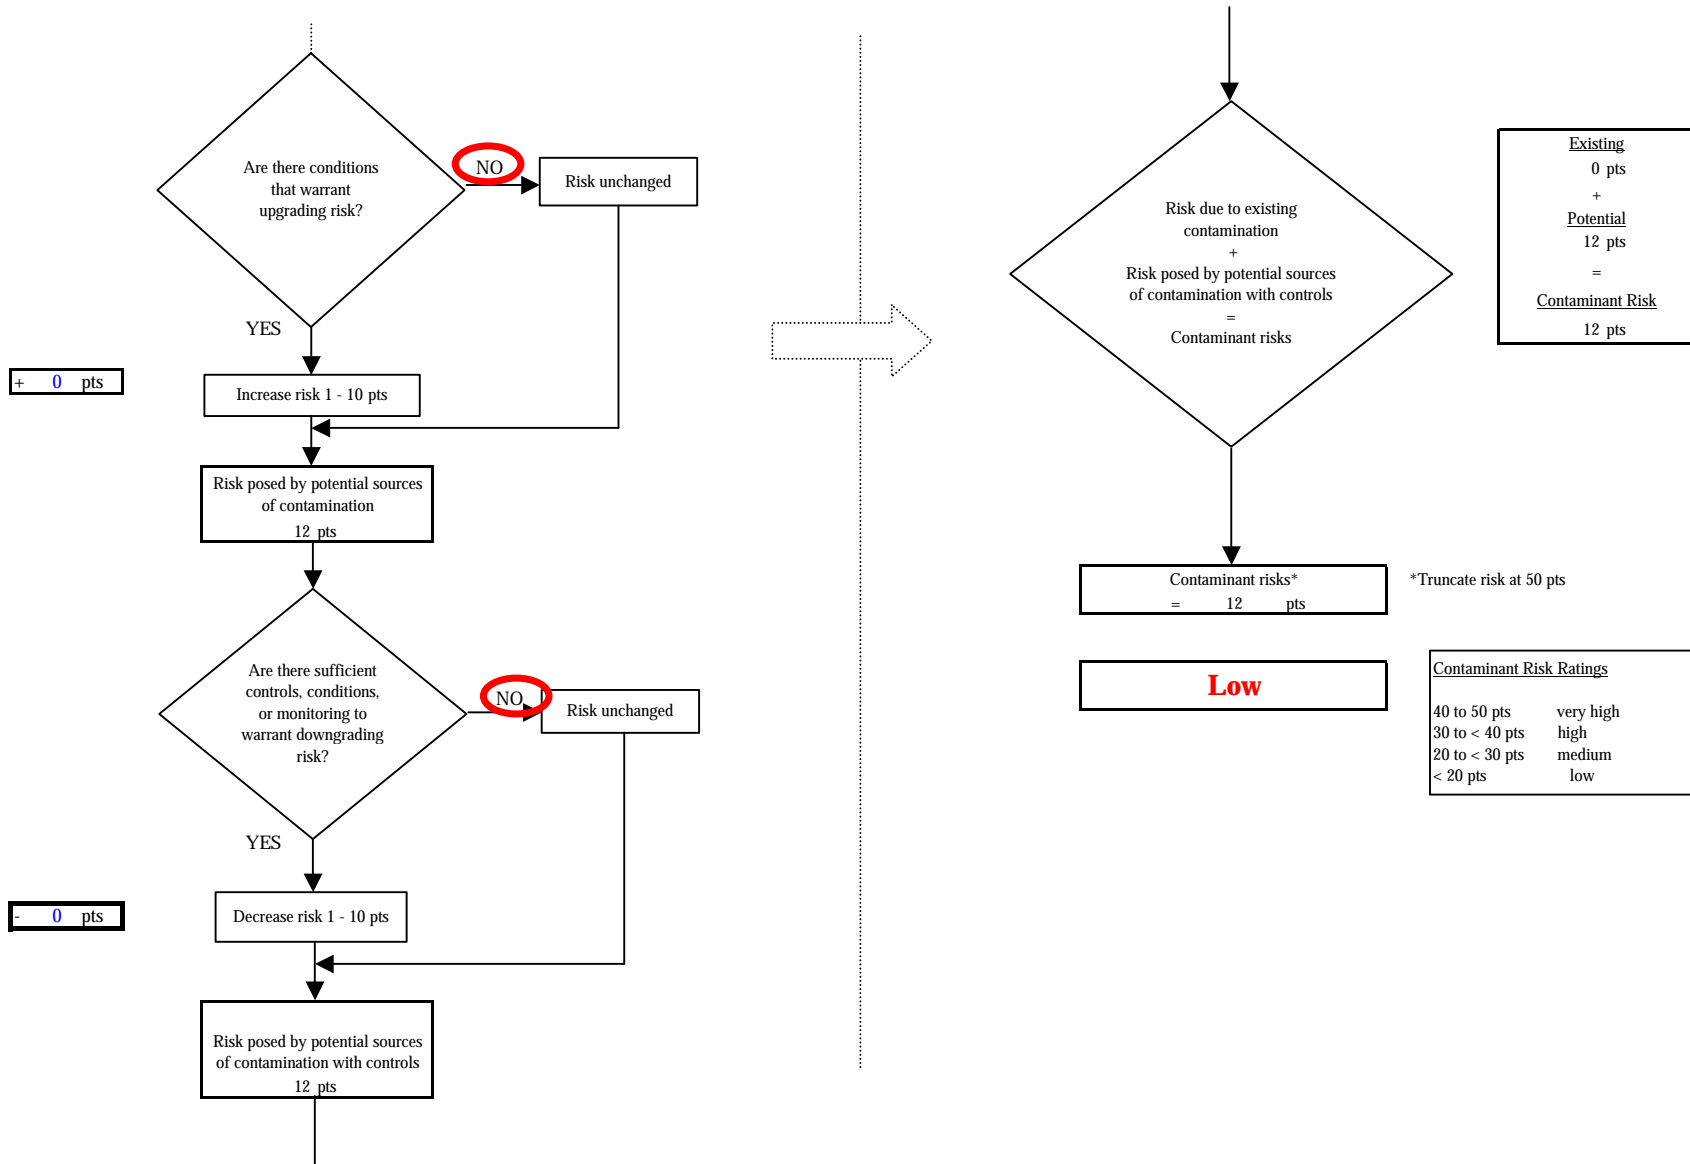 Are there conditions
that warrant
upgrading risk?
NO
Risk unchanged
YES
+ 0 pts
Increase risk 1 - 10 pts
Risk posed by potential sources
of contamination
12 pts
Are there sufficient
controls, conditions,
or monitoring to
warrant downgrading
risk?
NO
Risk unchanged
YES
- 0 pts
Decrease risk 1 - 10 pts
Risk posed by potential sources
of contamination with controls
12 pts
Risk due to existing
contamination
+
Risk posed by potential sources
of contamination with controls
=
Contaminant risks
Existing
0 pts
+
Potential
12 pts
=
Contaminant Risk
12 pts
Contaminant risks*
= 12 pts
*Truncate risk at 50 pts
Low
Contaminant Risk Ratings
40 to 50 pts very high
30 to < 40 pts high
20 to < 30 pts medium
< 20 pts low